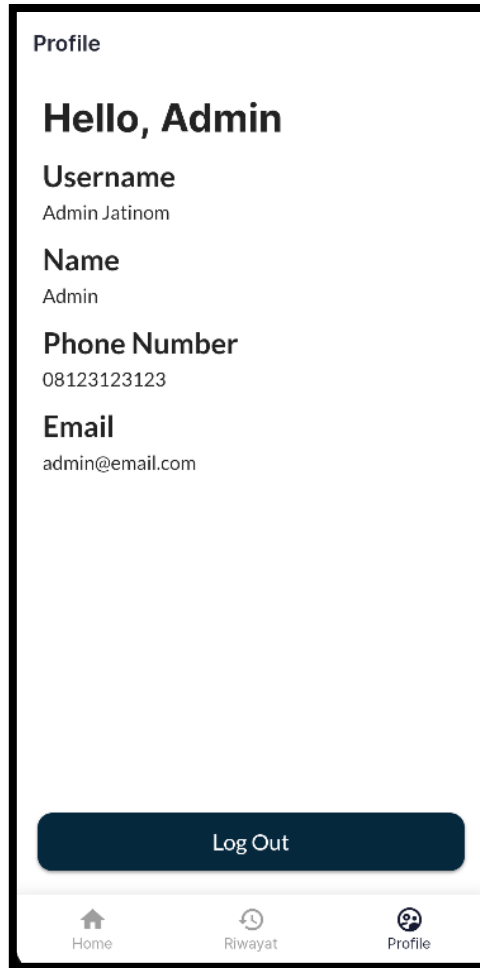 Profile
Hello, Admin
Username
Admin Jatinom
Name
Admin
Phone Number
08123123123
Email
admin@email.com
Log Out
Home
Riwayat
Profile